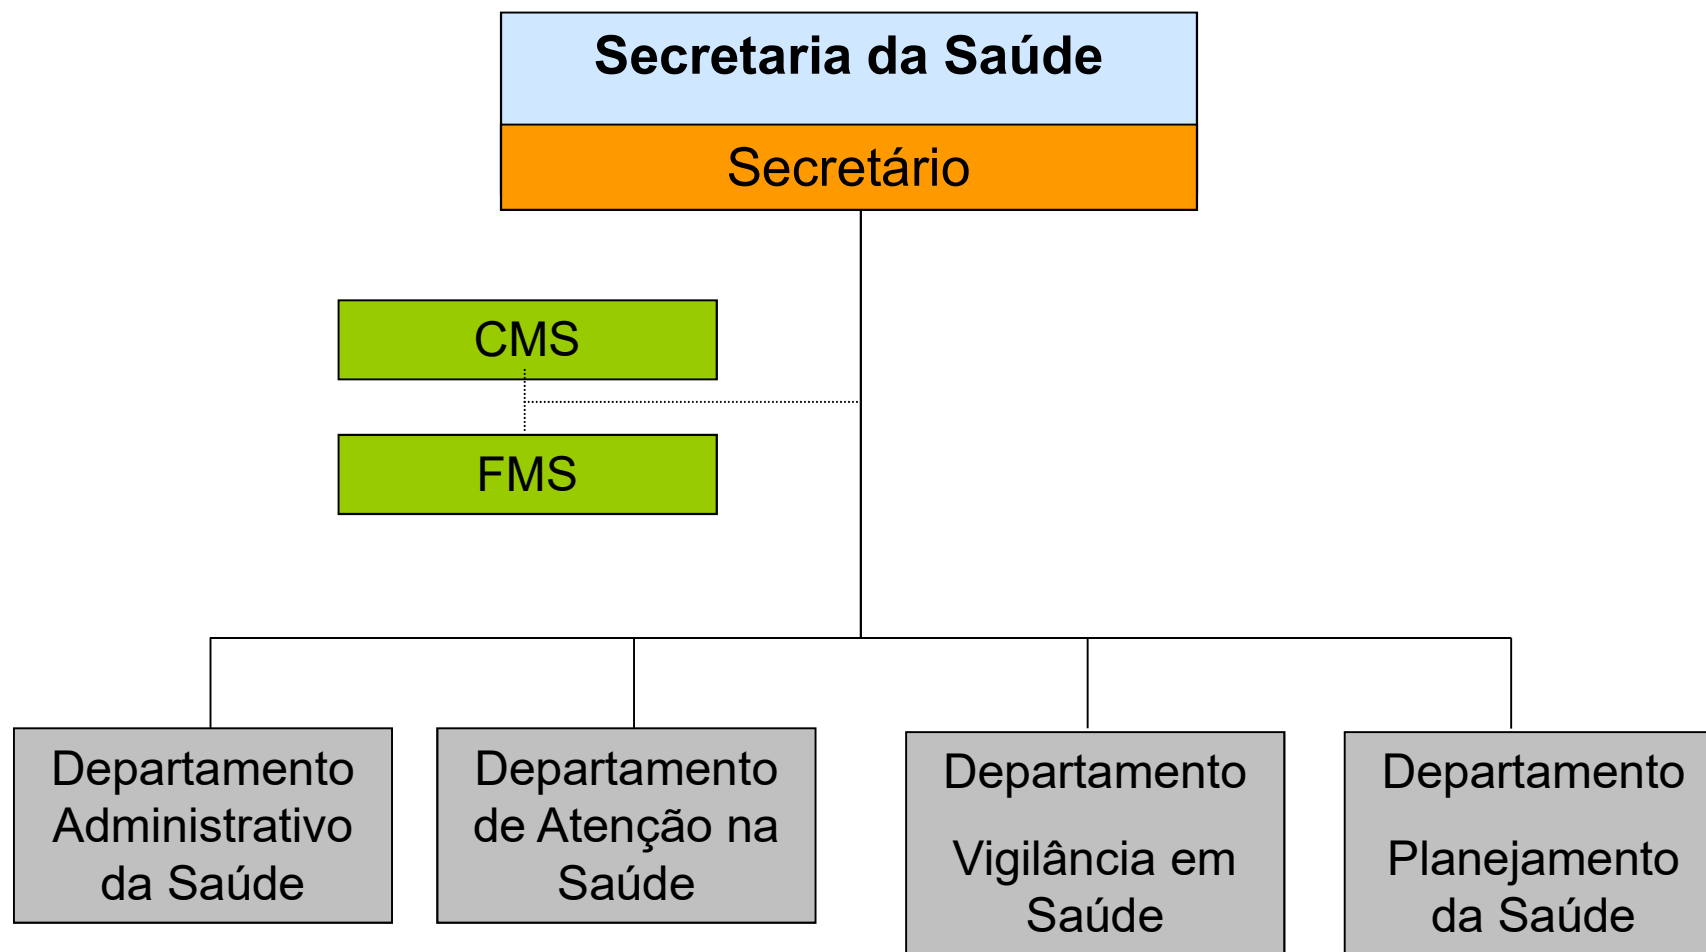 Secretaria da Saúde
Secretário
CMS
FMS
Departamento
Administrativo
da Saúde
Departamento
de Atenção na
Saúde
Departamento
Vigilância em
Saúde
Departamento
Planejamento
da Saúde